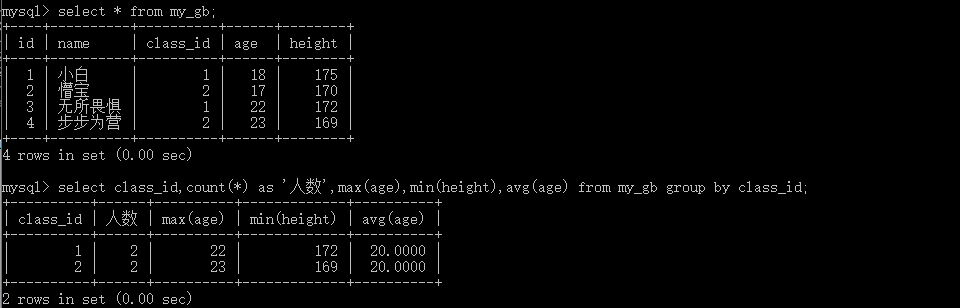 mysql> select * from my_gb;
+----+----------+----------+------+--------+
| id | name | class_id | age | height |
+----+----------+----------+------+--------+
| 1 | 小白 | 1 | 18 | 175 |
| 2 | 懵宝 | 2 | 17 | 170 |
| 3 | 无所畏惧 | 1 | 22 | 172 |
| 4 | 步步为营 | 2 | 23 | 169 |
+----+----------+----------+------+--------+
4 rows in set (0.00 sec)
mysql> select class_id,count(*) as '人数',max(age),min(height),avg(age) from my_gb group by class_id;
+----------+------+----------+-------------+----------+
| class_id | 人数 | max(age) | min(height) | avg(age) |
+----------+------+----------+-------------+----------+
| 1 | 2 | 22 | 172 | 20.0000 |
| 2 | 2 | 23 | 169 | 20.0000 |
+----------+------+----------+-------------+----------+
2 rows in set (0.00 sec)